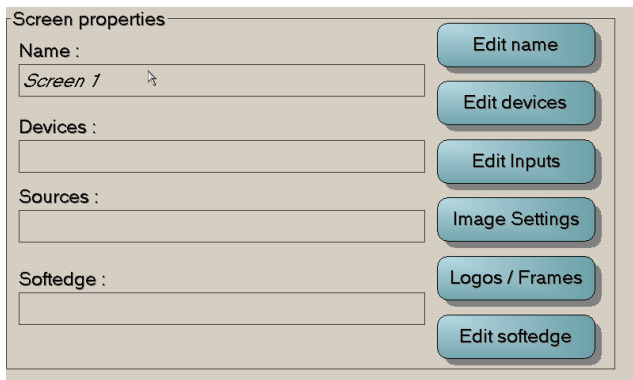 Screen properties
Name :
Edit name
Screen 1
Edit devices
Devices :
Edit Inputs
Sources :
Image Settings
Softedge :
Logos / Frames
Edit softedge